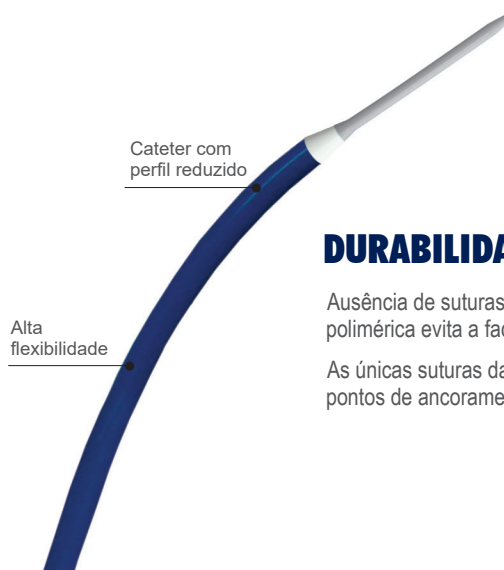 Cateter com
perfil reduzido
DURABILIDA
Ausência de suturas
polimérica evita a fa
Alta
flexibilidade
As únicas suturas da
pontos de ancorame